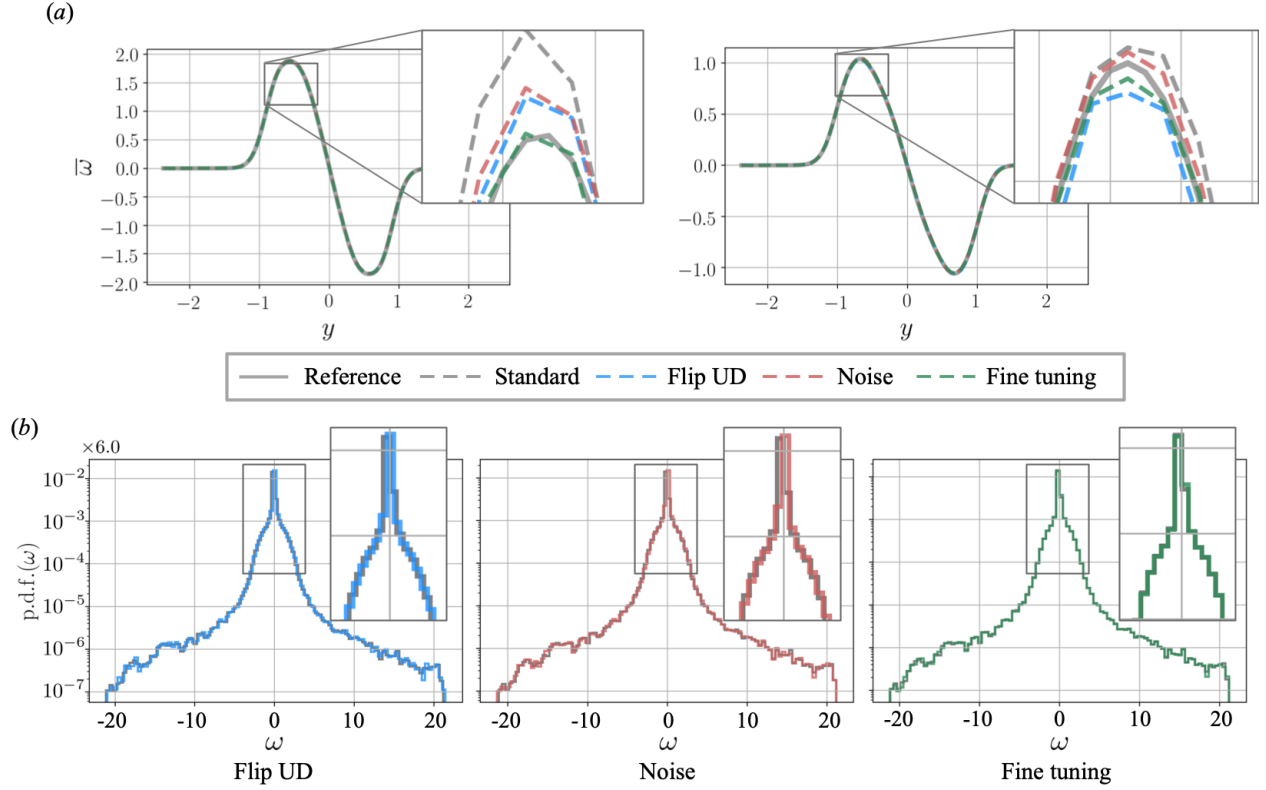 (a)
2.0
1.5
1.0
0.5
0.0
−0.5
−1.0
−1.5
−2.0
ω̅
−2 −1 0 1 2
y
1.0
0.5
0.0
−0.5
−1.0
−2 −1 0 1 2
y
Reference Standard Flip UD Noise Fine tuning
(b)
×6.0
10⁻²
10⁻³
10⁻⁴
10⁻⁵
10⁻⁶
10⁻⁷
p.d.f.(ω)
-20 -10 0 10 20
ω
Flip UD
-20 -10 0 10 20
ω
Noise
-20 -10 0 10 20
ω
Fine tuning